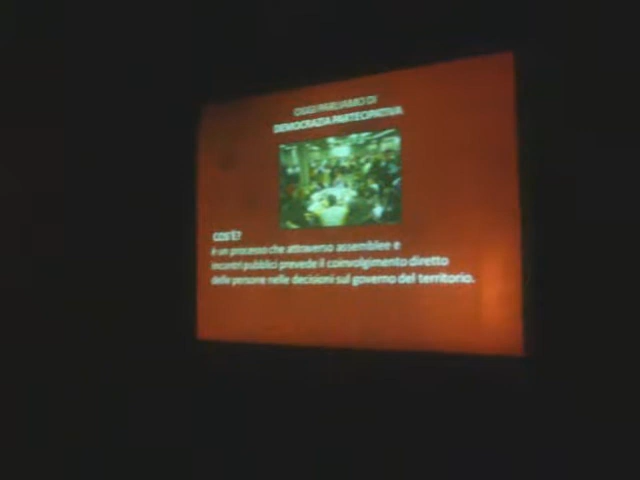 OGGI PARLIAMO DI
DEMOCRAZIA PARTECIPATIVA
COS'È?
è un processo che attraverso assemblee e
incontri pubblici prevede il coinvolgimento diretto
delle persone nelle decisioni sul governo del territorio.